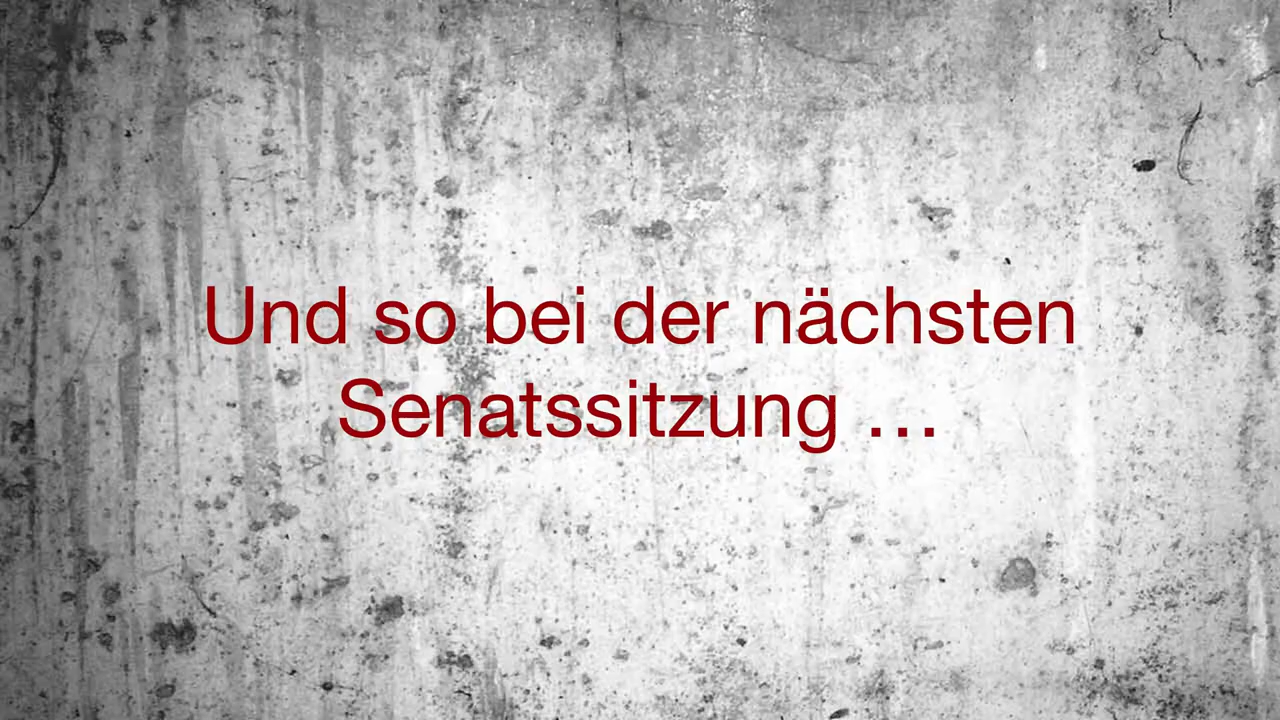 Und so bei der nächsten
Senatssitzung …